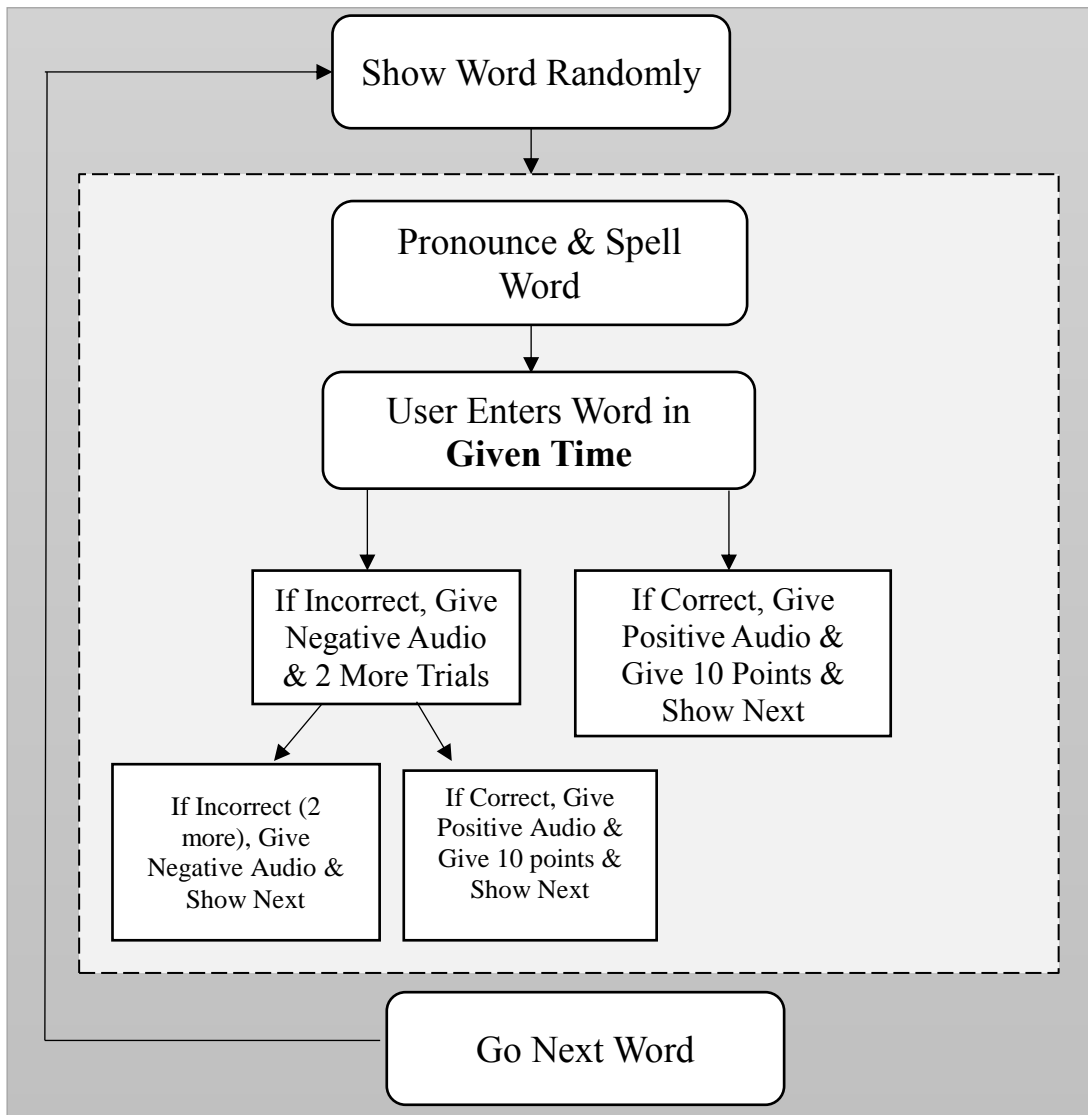 Show Word Randomly
Pronounce & Spell
Word
User Enters Word in
Given Time
If Incorrect, Give
Negative Audio
& 2 More Trials
If Correct, Give
Positive Audio &
Give 10 Points &
Show Next
If Incorrect (2
more), Give
Negative Audio &
Show Next
If Correct, Give
Positive Audio &
Give 10 points &
Show Next
Go Next Word